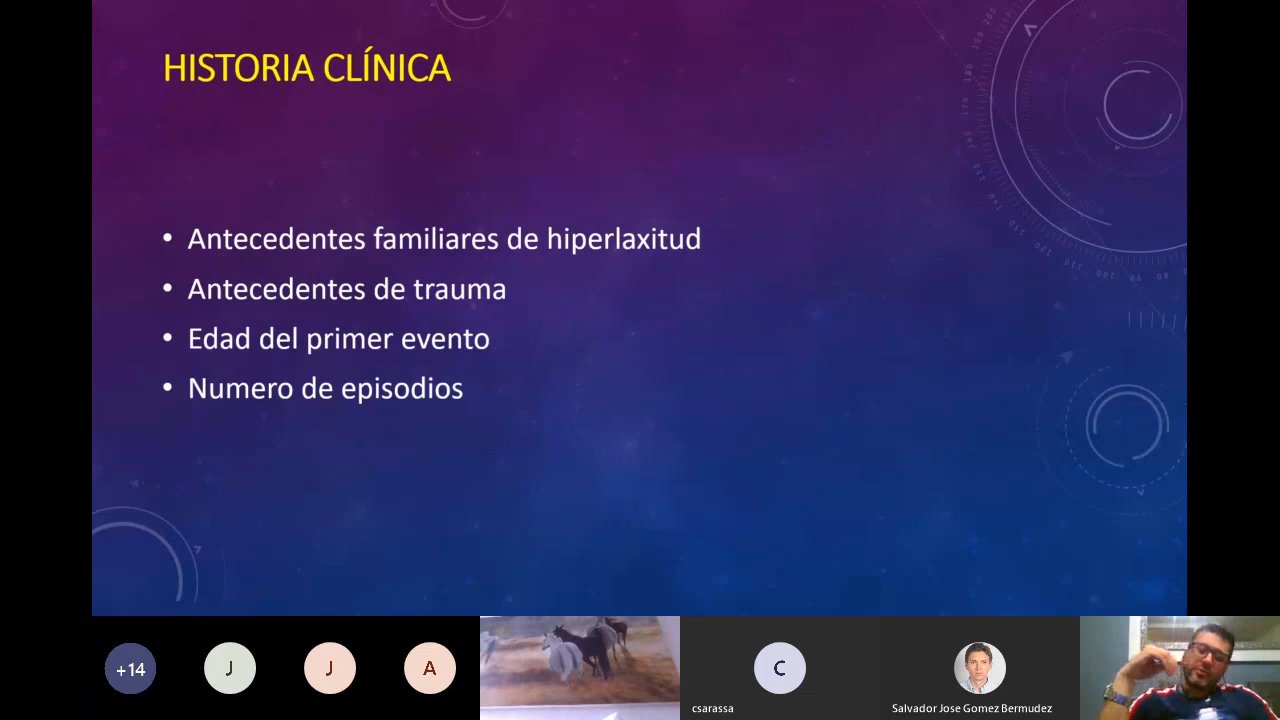 HISTORIA CLÍNICA
• Antecedentes familiares de hiperlaxitud
• Antecedentes de trauma
• Edad del primer evento
• Numero de episodios
+14
J
J
A
C
csarassa
Salvador Jose Gomez Bermudez